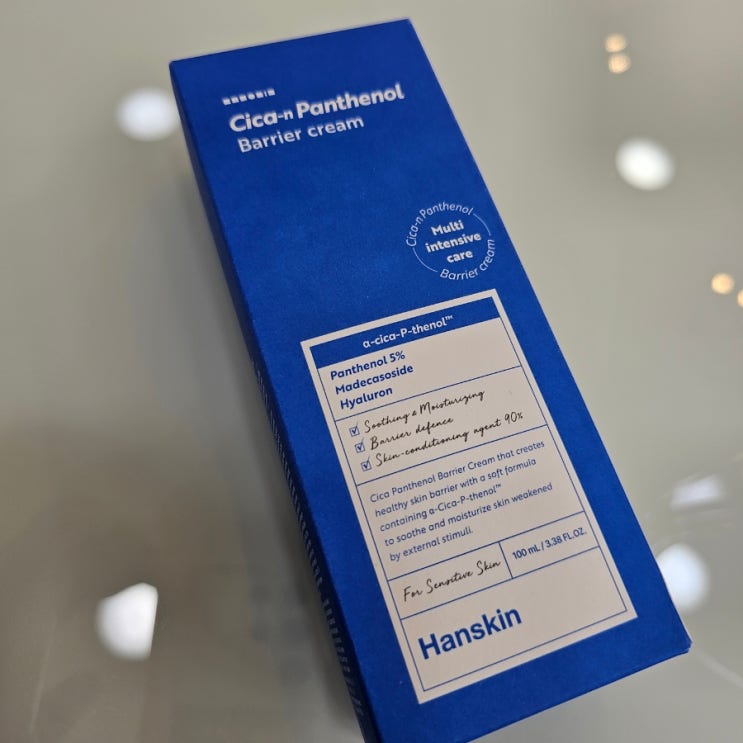 Cica-n Panthenol
Barrier cream
Cica-n Panthenol
Multi
intensive
care
Barrier cream
α-cica-P-thenol™
Panthenol 5%
Madecasoside
Hyaluron
Soothing & Moisturizing
Barrier defence
Skin-conditioning agent 90%
Cica Panthenol Barrier Cream that creates
healthy skin barrier with a soft formula
containing α-Cica-P-thenol™
to soothe and moisturize skin weakened
by external stimuli.
For Sensitive Skin
100 mL / 3.38 FL.OZ.
Hanskin